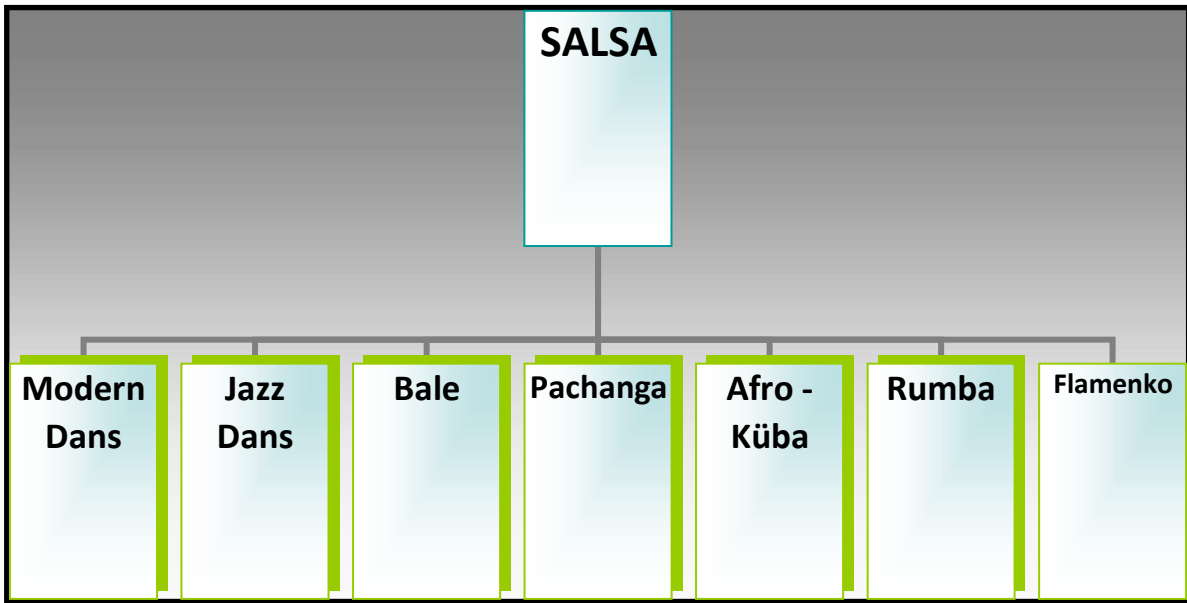 SALSA
Modern
Dans
Jazz
Dans
Bale
Pachanga
Afro -
Küba
Rumba
Flamenko